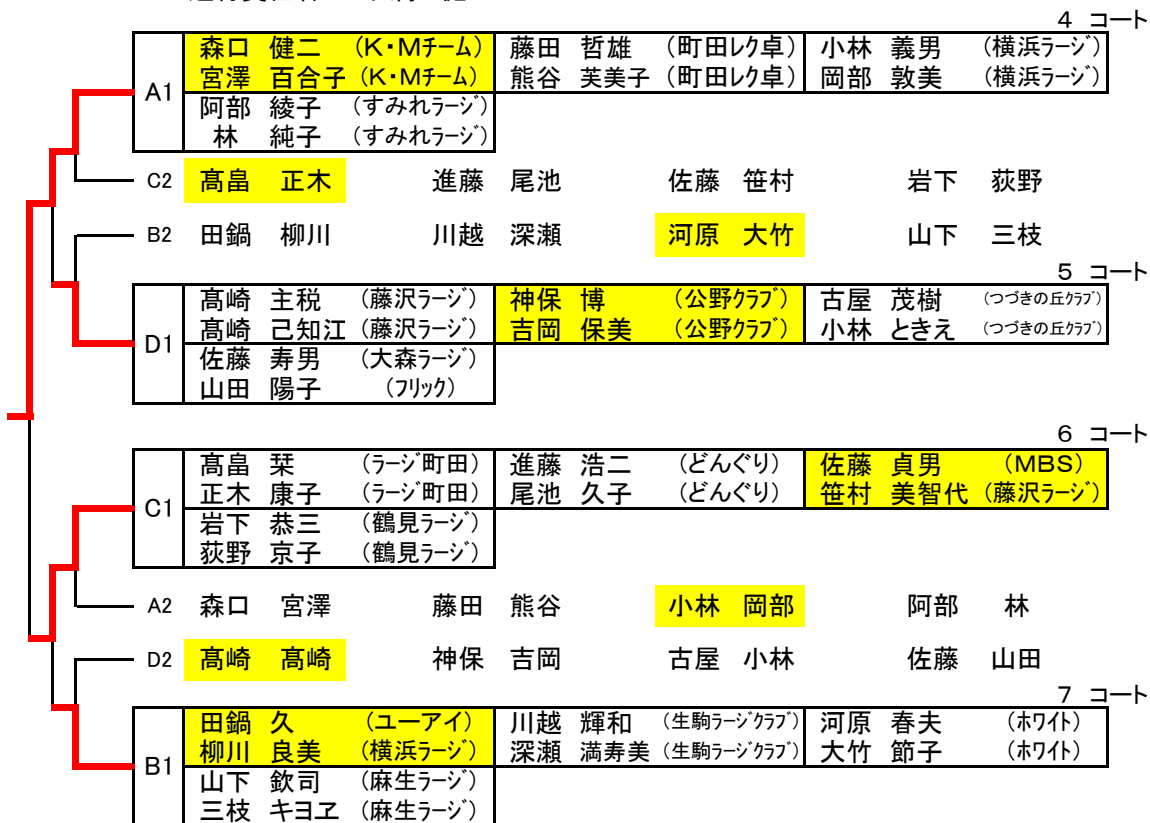 4 コート
森口 健二 (K・Mチーム) 藤田 哲雄 (町田レク卓) 小林 義男 (横浜ラージ)
宮澤 百合子 (K・Mチーム) 熊谷 芙美子 (町田レク卓) 岡部 敦美 (横浜ラージ)
A1
阿部 綾子 (すみれラージ)
林 純子 (すみれラージ)
C2 髙畠 正木 進藤 尾池 佐藤 笹村 岩下 荻野
B2 田鍋 柳川 川越 深瀬 河原 大竹 山下 三枝
5 コート
髙崎 主税 (藤沢ラージ) 神保 博 (公野クラブ) 古屋 茂樹 (つづきの丘クラブ)
髙崎 己知江 (藤沢ラージ) 吉岡 保美 (公野クラブ) 小林 ときえ (つづきの丘クラブ)
D1
佐藤 寿男 (大森ラージ)
山田 陽子 (フリック)
6 コート
髙畠 栞 (ラージ町田) 進藤 浩二 (どんぐり) 佐藤 貞男 (MBS)
正木 康子 (ラージ町田) 尾池 久子 (どんぐり) 笹村 美智代 (藤沢ラージ)
C1
岩下 恭三 (鶴見ラージ)
荻野 京子 (鶴見ラージ)
A2 森口 宮澤 藤田 熊谷 小林 岡部 阿部 林
D2 髙崎 髙崎 神保 吉岡 古屋 小林 佐藤 山田
7 コート
田鍋 久 (ユーアイ) 川越 輝和 (生駒ラージクラブ) 河原 春夫 (ホワイト)
柳川 良美 (横浜ラージ) 深瀬 満寿美 (生駒ラージクラブ) 大竹 節子 (ホワイト)
B1
山下 欽司 (麻生ラージ)
三枝 キヨヱ (麻生ラージ)